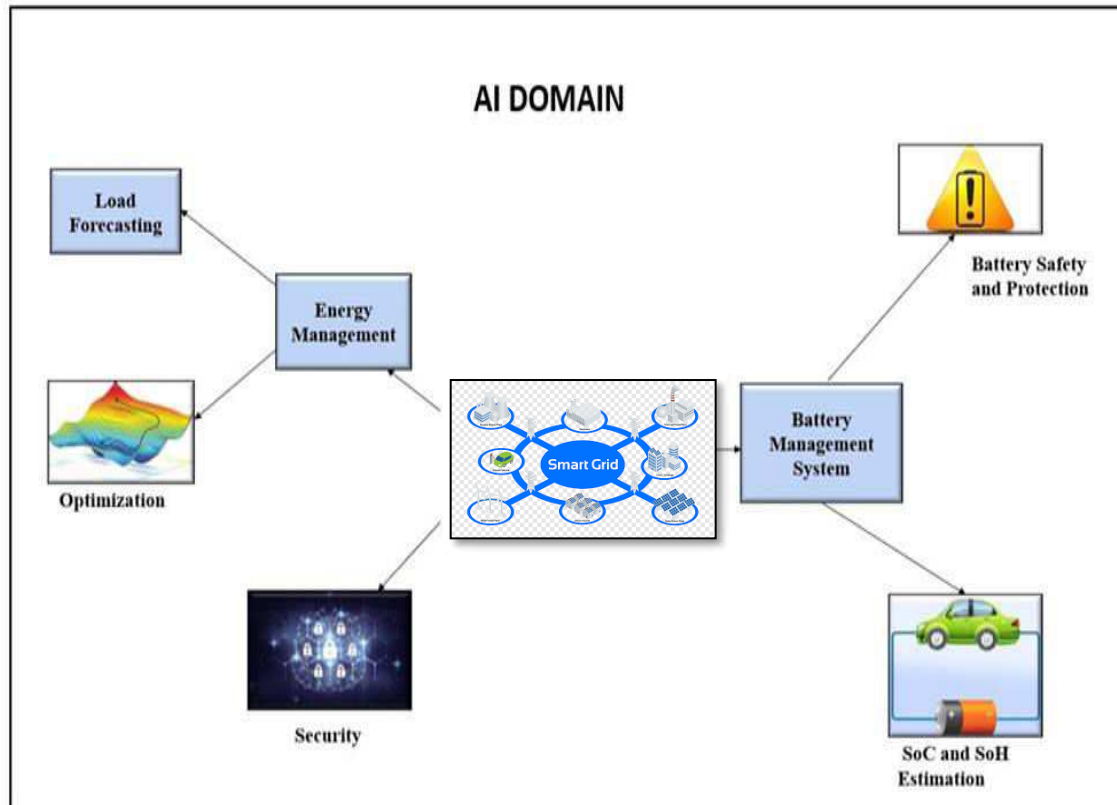 AI DOMAIN
Load
Forecasting
Energy
Management
Optimization
Security
Smart Grid
Battery
Management
System
Battery Safety
and Protection
SoC and SoH
Estimation